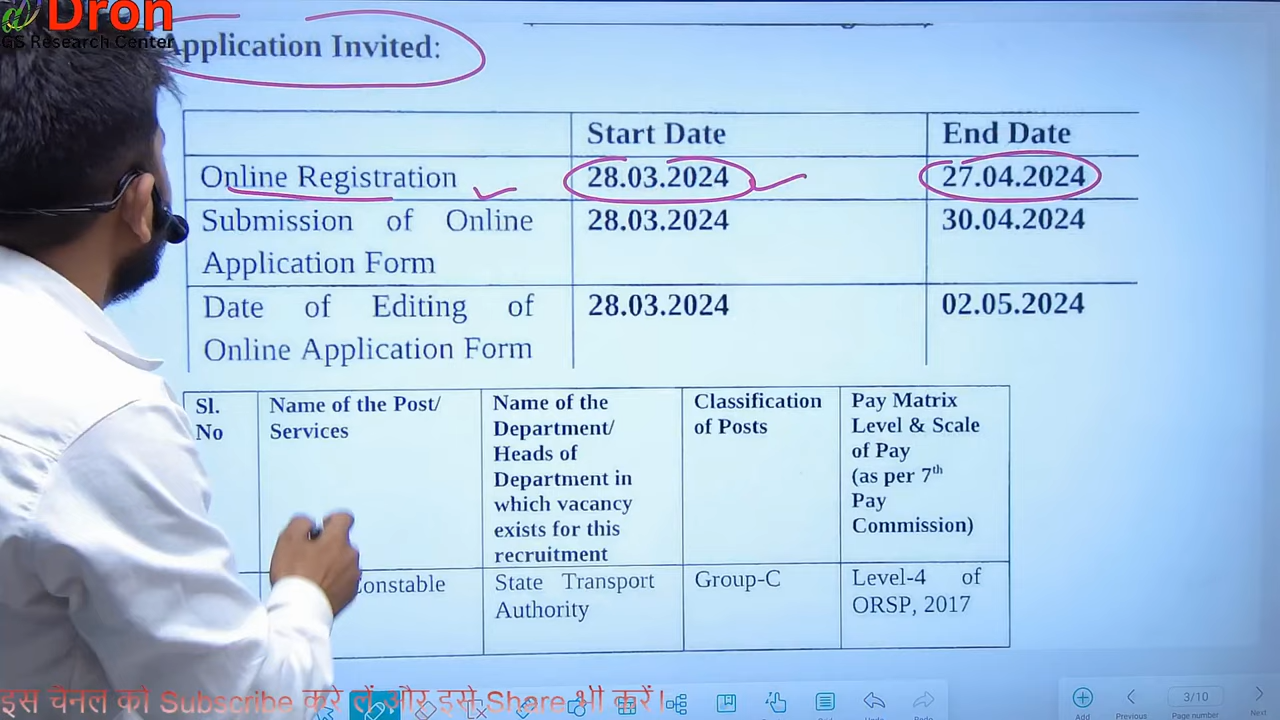 Dron
GS Research Center
Application Invited:
Start Date End Date
Online Registration 28.03.2024 27.04.2024
Submission of Online 28.03.2024 30.04.2024
Application Form
Date of Editing of 28.03.2024 02.05.2024
Online Application Form
Sl. No
Name of the Post/
Services
Name of the
Department/
Heads of
Department in
which vacancy
exists for this
recruitment
Classification
of Posts
Pay Matrix
Level & Scale
of Pay
(as per 7th
Pay
Commission)
Constable
State Transport
Authority
Group-C
Level-4 of
ORSP, 2017
इस चैनल को Subscribe करे लें और इसे Share भी करें।
3/10
Add Previous Page number Next